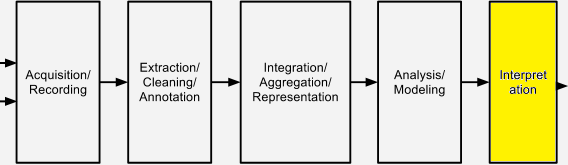 Acquisition/
Recording
Extraction/
Cleaning/
Annotation
Integration/
Aggregation/
Representation
Analysis/
Modeling
Interpret
ation